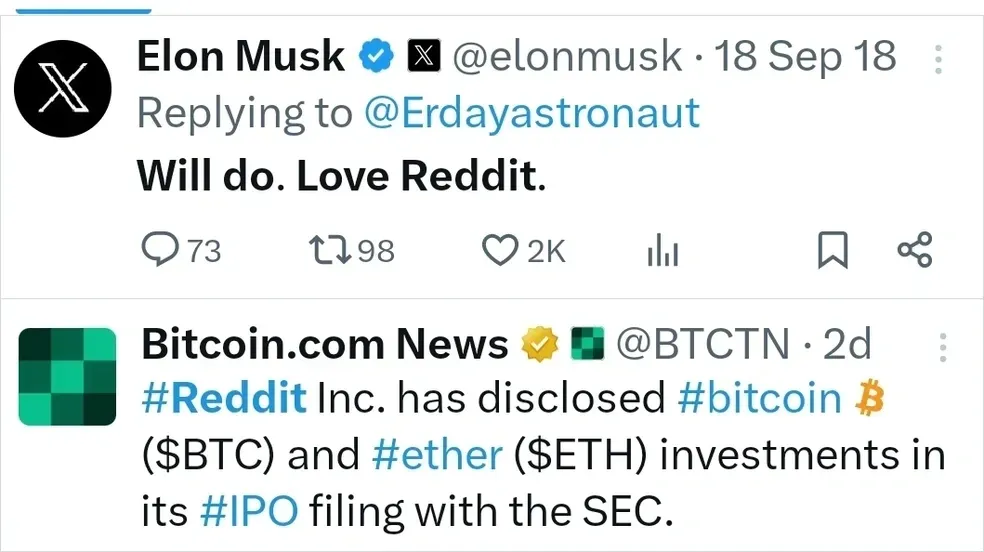 Elon Musk @elonmusk · 18 Sep 18
Replying to @Erdayastronaut
Will do. Love Reddit.
73 98 2K
Bitcoin.com News @BTCTN · 2d
#Reddit Inc. has disclosed #bitcoin
($BTC) and #ether ($ETH) investments in
its #IPO filing with the SEC.